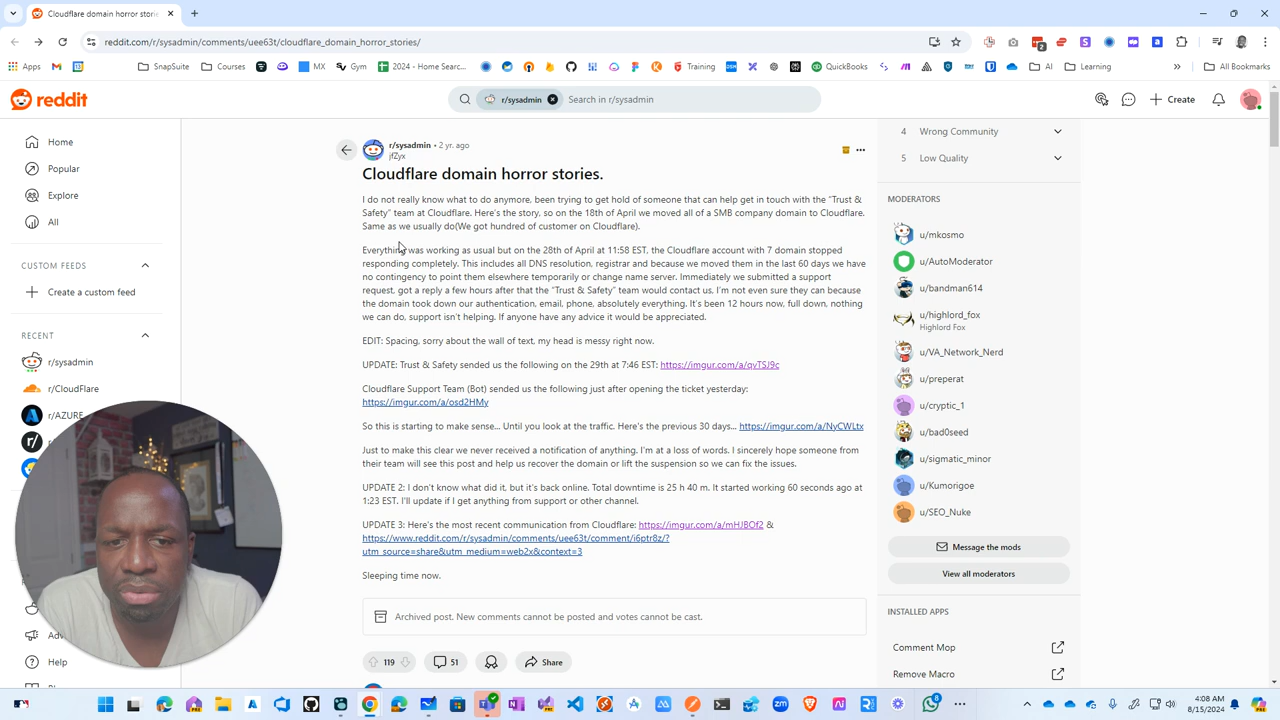 Cloudflare domain horror stories
reddit.com/r/sysadmin/comments/uee63t/cloudflare_domain_horror_stories/
Apps
31
SnapSuite
Courses
MX
Gym
2024 - Home Searc...
Training
QuickBooks
AI
Learning
All Bookmarks
reddit
r/sysadmin
Search in r/sysadmin
Create
Home
Popular
Explore
All
CUSTOM FEEDS
Create a custom feed
RECENT
r/sysadmin
r/CloudFlare
r/AZURE
Help
r/sysadmin • 2 yr. ago
jfZyx
Cloudflare domain horror stories.
I do not really know what to do anymore, been trying to get hold of someone that can help get in touch with the "Trust &
Safety" team at Cloudflare. Here's the story, so on the 18th of April we moved all of a SMB company domain to Cloudflare.
Same as we usually do(We got hundred of customer on Cloudflare).
Everything was working as usual but on the 28th of April at 11:58 EST, the Cloudflare account with 7 domain stopped
responding completely. This includes all DNS resolution, registrar and because we moved them in the last 60 days we have
no contingency to point them elsewhere temporarily or change name server. Immediately we submitted a support
request, got a reply a few hours after that the "Trust & Safety" team would contact us. I'm not even sure they can because
the domain took down our authentication, email, phone, absolutely everything. It's been 12 hours now, full down, nothing
we can do, support isn't helping. If anyone have any advice it would be appreciated.
EDIT: Spacing, sorry about the wall of text, my head is messy right now.
UPDATE: Trust & Safety sended us the following on the 29th at 7:46 EST: https://imgur.com/a/qvTSJ9c
Cloudflare Support Team (Bot) sended us the following just after opening the ticket yesterday:
https://imgur.com/a/osd2HMy
So this is starting to make sense... Until you look at the traffic. Here's the previous 30 days... https://imgur.com/a/NyCWLtx
Just to make this clear we never received a notification of anything. I'm at a loss of words. I sincerely hope someone from
their team will see this post and help us recover the domain or lift the suspension so we can fix the issues.
UPDATE 2: I don't know what did it, but it's back online. Total downtime is 25 h 40 m. It started working 60 seconds ago at
1:23 EST. I'll update if I get anything from support or other channel.
UPDATE 3: Here's the most recent communication from Cloudflare: https://imgur.com/a/mHJBOf2 &
https://www.reddit.com/r/sysadmin/comments/uee63t/comment/i6ptr8z/?
utm_source=share&utm_medium=web2x&context=3
Sleeping time now.
Archived post. New comments cannot be posted and votes cannot be cast.
119
51
Share
4 Wrong Community
5 Low Quality
MODERATORS
u/mkosmo
u/AutoModerator
u/bandman614
u/highlord_fox
Highlord Fox
u/VA_Network_Nerd
u/preperat
u/cryptic_1
u/bad0seed
u/sigmatic_minor
u/Kumorigoe
u/SEO_Nuke
Message the mods
View all moderators
INSTALLED APPS
Comment Mop
Remove Macro
4:08 AM
8/15/2024